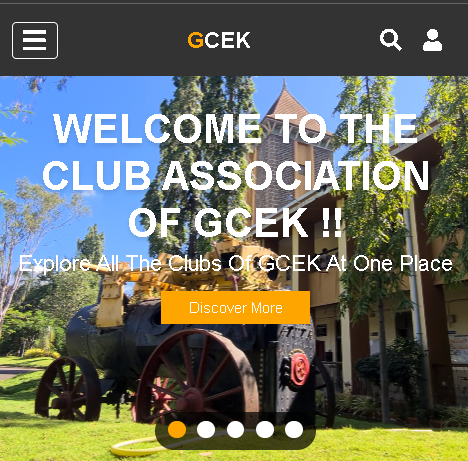 GCEK
WELCOME TO THE
CLUB ASSOCIATION
OF GCEK !!
Explore All The Clubs Of GCEK At One Place
Discover More